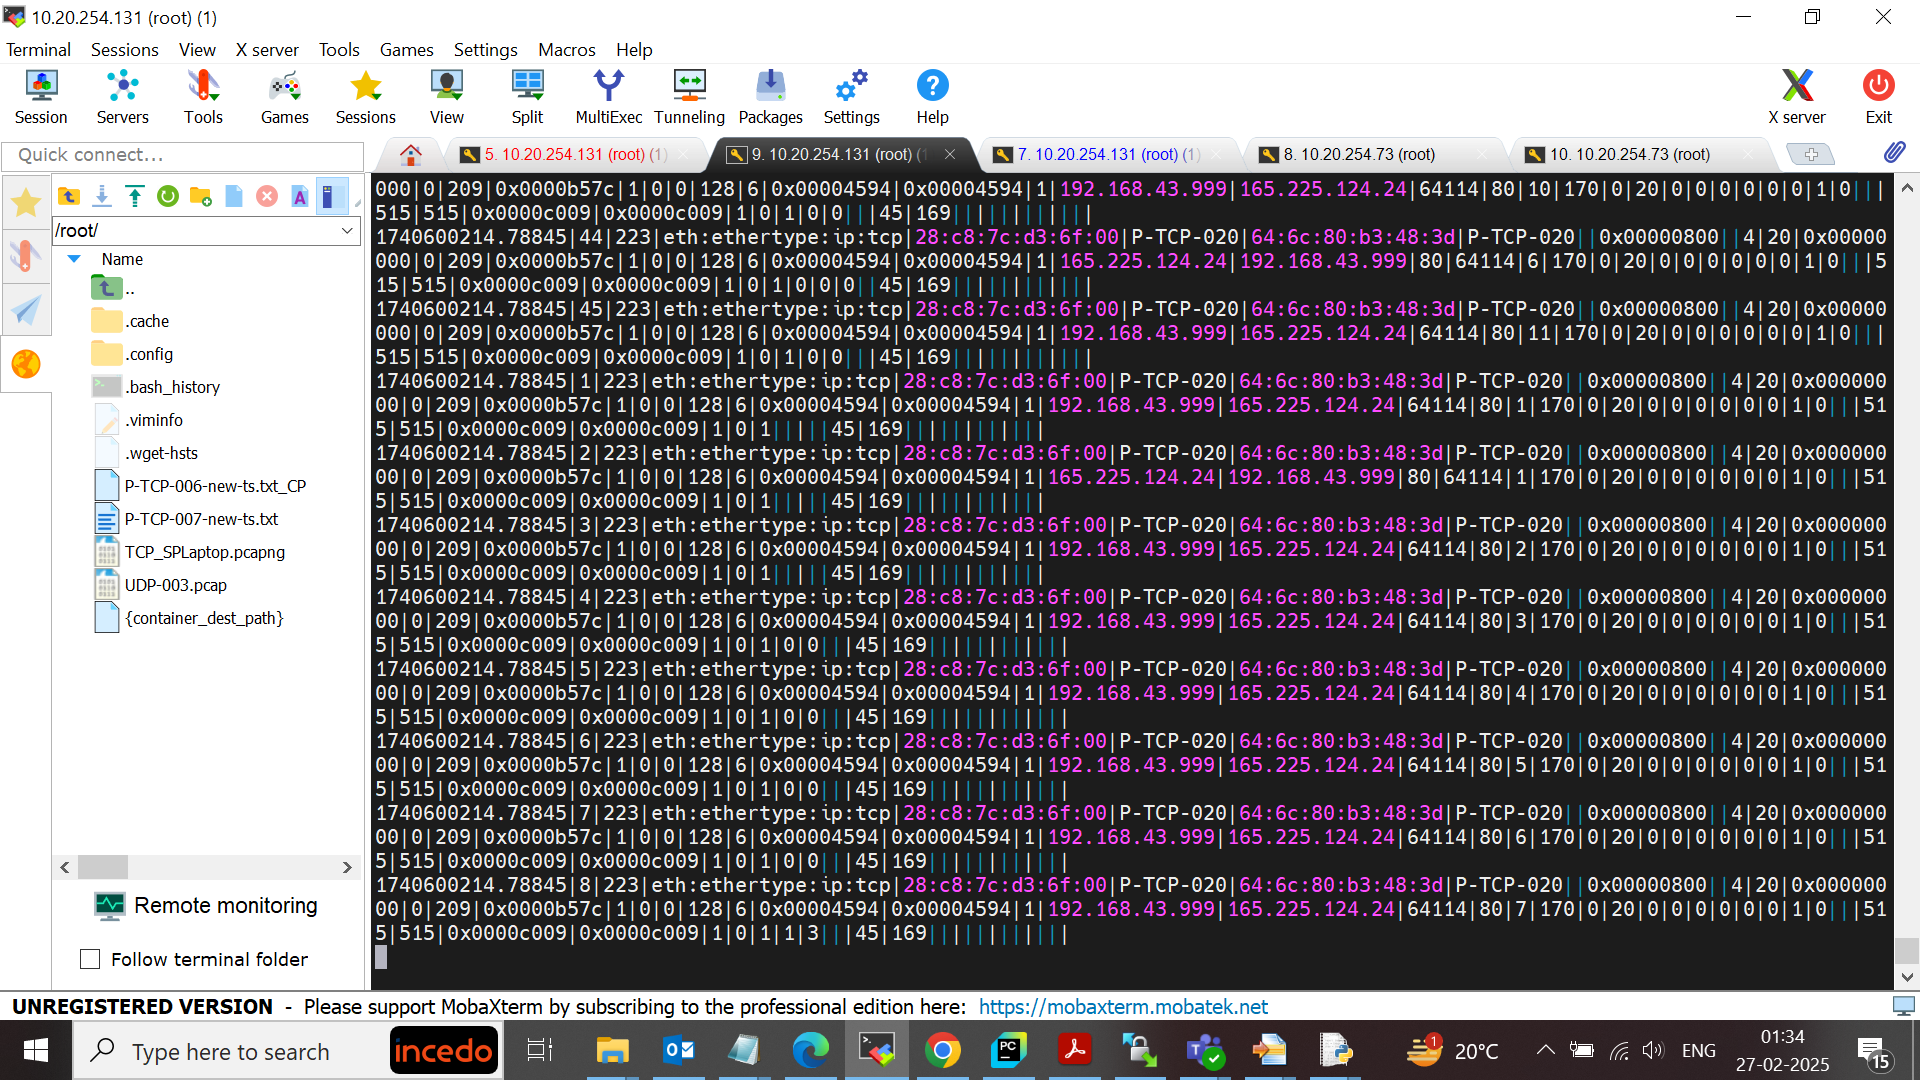 10.20.254.131 (root) (1)
Terminal Sessions View X server Tools Games Settings Macros Help
Session Servers Tools Games Sessions View Split MultiExec Tunneling Packages Settings Help X server Exit
Quick connect...
5. 10.20.254.131 (root) (1)
9. 10.20.254.131 (root) (
7. 10.20.254.131 (root) (1)
8. 10.20.254.73 (root)
10. 10.20.254.73 (root)
/root/
Name
..
.cache
.config
.bash_history
.viminfo
.wget-hsts
P-TCP-006-new-ts.txt_CP
P-TCP-007-new-ts.txt
TCP_SPLaptop.pcapng
UDP-003.pcap
{container_dest_path}
Remote monitoring
Follow terminal folder
000|0|209|0x0000b57c|1|0|0|128|6|0x00004594|0x00004594|1|192.168.43.999|165.225.124.24|64114|80|10|170|0|20|0|0|0|0|0|0|1|0|||
515|515|0x0000c009|0x0000c009|1|0|1|0|0|||45|169||||||||||||
1740600214.78845|44|223|eth:ethertype:ip:tcp|28:c8:7c:d3:6f:00|P-TCP-020|64:6c:80:b3:48:3d|P-TCP-020||0x00000800||4|20|0x000000
000|0|209|0x0000b57c|1|0|0|128|6|0x00004594|0x00004594|1|165.225.124.24|192.168.43.999|80|64114|6|170|0|20|0|0|0|0|0|0|1|0|||5
15|515|0x0000c009|0x0000c009|1|0|1|0|0|0||45|169||||||||||||
1740600214.78845|45|223|eth:ethertype:ip:tcp|28:c8:7c:d3:6f:00|P-TCP-020|64:6c:80:b3:48:3d|P-TCP-020||0x00000800||4|20|0x000000
000|0|209|0x0000b57c|1|0|0|128|6|0x00004594|0x00004594|1|192.168.43.999|165.225.124.24|64114|80|11|170|0|20|0|0|0|0|0|0|1|0|||
515|515|0x0000c009|0x0000c009|1|0|1|0|0|||45|169||||||||||||
1740600214.78845|1|223|eth:ethertype:ip:tcp|28:c8:7c:d3:6f:00|P-TCP-020|64:6c:80:b3:48:3d|P-TCP-020||0x00000800||4|20|0x000000
00|0|209|0x0000b57c|1|0|0|128|6|0x00004594|0x00004594|1|192.168.43.999|165.225.124.24|64114|80|1|170|0|20|0|0|0|0|0|0|1|0|||51
5|515|0x0000c009|0x0000c009|1|0|1|||||45|169||||||||||||
1740600214.78845|2|223|eth:ethertype:ip:tcp|28:c8:7c:d3:6f:00|P-TCP-020|64:6c:80:b3:48:3d|P-TCP-020||0x00000800||4|20|0x000000
00|0|209|0x0000b57c|1|0|0|128|6|0x00004594|0x00004594|1|165.225.124.24|192.168.43.999|80|64114|1|170|0|20|0|0|0|0|0|0|1|0|||51
5|515|0x0000c009|0x0000c009|1|0|1|||||45|169||||||||||||
1740600214.78845|3|223|eth:ethertype:ip:tcp|28:c8:7c:d3:6f:00|P-TCP-020|64:6c:80:b3:48:3d|P-TCP-020||0x00000800||4|20|0x000000
00|0|209|0x0000b57c|1|0|0|128|6|0x00004594|0x00004594|1|192.168.43.999|165.225.124.24|64114|80|2|170|0|20|0|0|0|0|0|0|1|0|||51
5|515|0x0000c009|0x0000c009|1|0|1|||||45|169||||||||||||
1740600214.78845|4|223|eth:ethertype:ip:tcp|28:c8:7c:d3:6f:00|P-TCP-020|64:6c:80:b3:48:3d|P-TCP-020||0x00000800||4|20|0x000000
00|0|209|0x0000b57c|1|0|0|128|6|0x00004594|0x00004594|1|192.168.43.999|165.225.124.24|64114|80|3|170|0|20|0|0|0|0|0|0|1|0|||51
5|515|0x0000c009|0x0000c009|1|0|1|0|0|||45|169||||||||||||
1740600214.78845|5|223|eth:ethertype:ip:tcp|28:c8:7c:d3:6f:00|P-TCP-020|64:6c:80:b3:48:3d|P-TCP-020||0x00000800||4|20|0x000000
00|0|209|0x0000b57c|1|0|0|128|6|0x00004594|0x00004594|1|192.168.43.999|165.225.124.24|64114|80|4|170|0|20|0|0|0|0|0|0|1|0|||51
5|515|0x0000c009|0x0000c009|1|0|1|0|0|||45|169||||||||||||
1740600214.78845|6|223|eth:ethertype:ip:tcp|28:c8:7c:d3:6f:00|P-TCP-020|64:6c:80:b3:48:3d|P-TCP-020||0x00000800||4|20|0x000000
00|0|209|0x0000b57c|1|0|0|128|6|0x00004594|0x00004594|1|192.168.43.999|165.225.124.24|64114|80|5|170|0|20|0|0|0|0|0|0|1|0|||51
5|515|0x0000c009|0x0000c009|1|0|1|0|0|||45|169||||||||||||
1740600214.78845|7|223|eth:ethertype:ip:tcp|28:c8:7c:d3:6f:00|P-TCP-020|64:6c:80:b3:48:3d|P-TCP-020||0x00000800||4|20|0x000000
00|0|209|0x0000b57c|1|0|0|128|6|0x00004594|0x00004594|1|192.168.43.999|165.225.124.24|64114|80|6|170|0|20|0|0|0|0|0|0|1|0|||51
5|515|0x0000c009|0x0000c009|1|0|1|0|0|||45|169||||||||||||
1740600214.78845|8|223|eth:ethertype:ip:tcp|28:c8:7c:d3:6f:00|P-TCP-020|64:6c:80:b3:48:3d|P-TCP-020||0x00000800||4|20|0x000000
00|0|209|0x0000b57c|1|0|0|128|6|0x00004594|0x00004594|1|192.168.43.999|165.225.124.24|64114|80|7|170|0|20|0|0|0|0|0|0|1|0|||51
5|515|0x0000c009|0x0000c009|1|0|1|1|3|||45|169||||||||||||
UNREGISTERED VERSION - Please support MobaXterm by subscribing to the professional edition here: https://mobaxterm.mobatek.net
Type here to search
incedo
1
20°C
ENG
01:34
27-02-2025
15